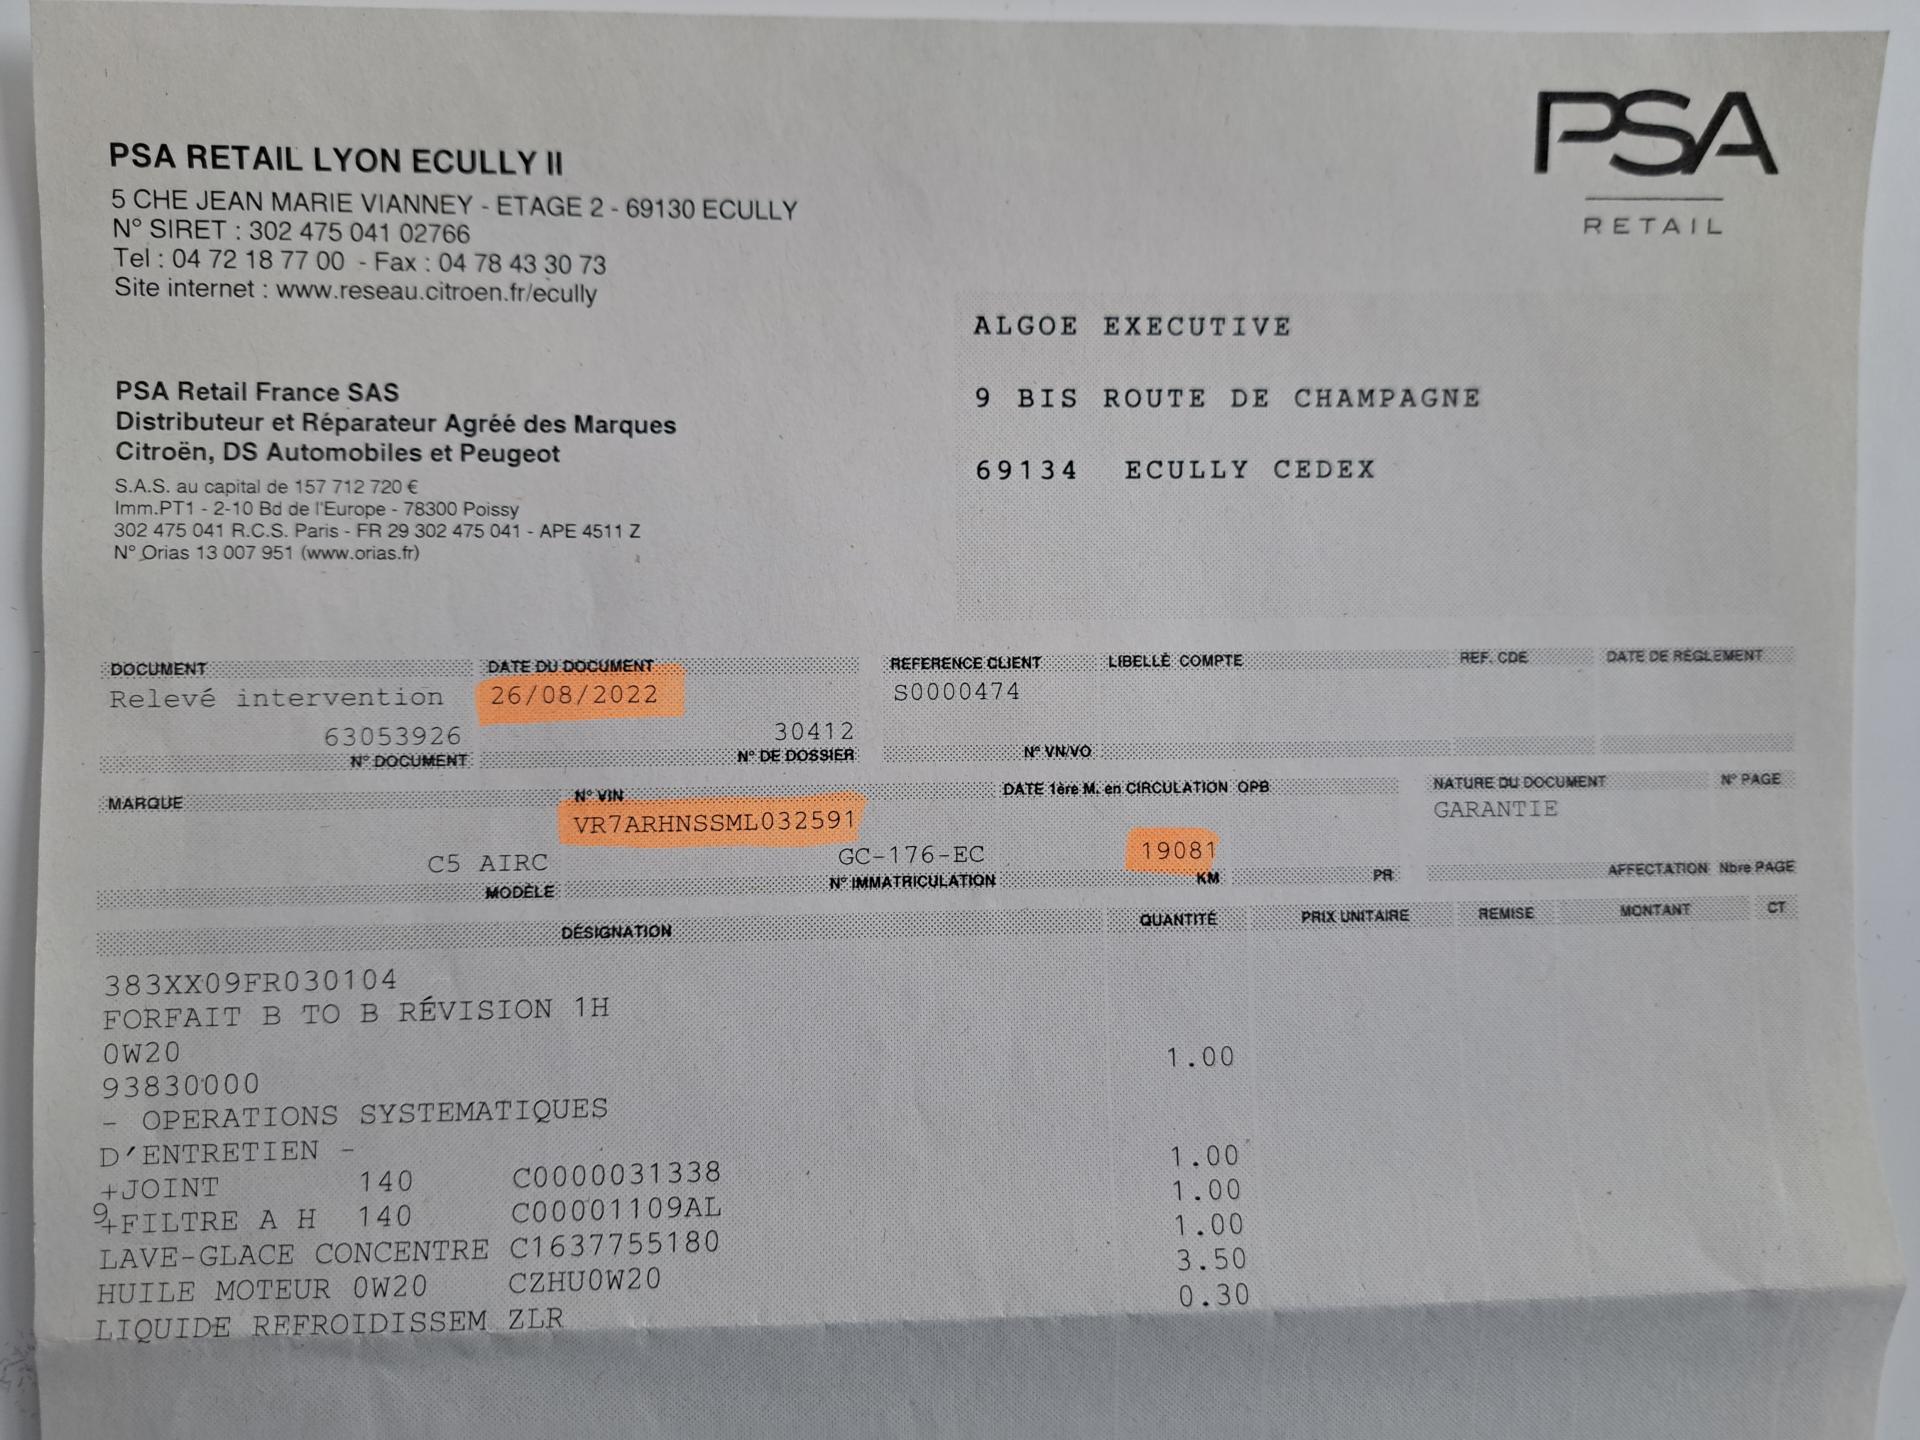 PSA RETAIL LYON ECULLY II
5 CHE JEAN MARIE VIANNEY - ETAGE 2 - 69130 ECULLY
N° SIRET : 302 475 041 02766
Tel : 04 72 18 77 00 - Fax : 04 78 43 30 73
Site internet : www.reseau.citroen.fr/ecully
PSA
RETAIL
ALGOE EXECUTIVE
9 BIS ROUTE DE CHAMPAGNE
69134 ECULLY CEDEX
PSA Retail France SAS
Distributeur et Réparateur Agréé des Marques
Citroën, DS Automobiles et Peugeot
S.A.S. au capital de 157 712 720 €
Imm.PT1 - 2-10 Bd de l'Europe - 78300 Poissy
302 475 041 R.C.S. Paris - FR 29 302 475 041 - APE 4511 Z
N° Orias 13 007 951 (www.orias.fr)
DOCUMENT DATE DU DOCUMENT REFERENCE CLIENT LIBELLÉ COMPTE REF. CDE DATE DE RÉGLEMENT
Relevé intervention 26/08/2022 S0000474
63053926 30412
N° DOCUMENT N° DE DOSSIER N° VN/VO
MARQUE N° VIN DATE 1ère M. en CIRCULATION OPB NATURE DU DOCUMENT N° PAGE
VR7ARHNSSML032591 GARANTIE
C5 AIRC GC-176-EC 19081
MODÈLE N° IMMATRICULATION KM PR AFFECTATION Nbre PAGE
DÉSIGNATION QUANTITÉ PRIX UNITAIRE REMISE MONTANT CT
383XX09FR030104
FORFAIT B TO B RÉVISION 1H
0W20 1.00
93830000
- OPERATIONS SYSTEMATIQUES
D'ENTRETIEN - 1.00
+JOINT 140 C0000031338 1.00
9
+FILTRE A H 140 C00001109AL 1.00
LAVE-GLACE CONCENTRE C1637755180 3.50
HUILE MOTEUR 0W20 CZHU0W20 0.30
LIQUIDE REFROIDISSEM ZLR